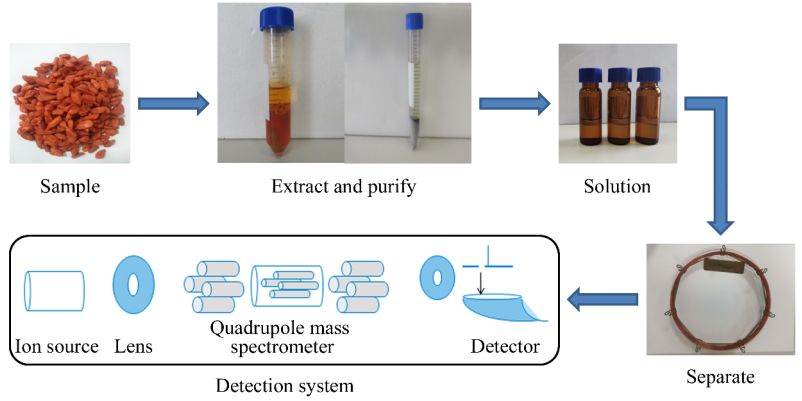 Sample
Extract and purify
Solution
Separate
Ion source
Lens
Quadrupole mass
spectrometer
Detector
Detection system